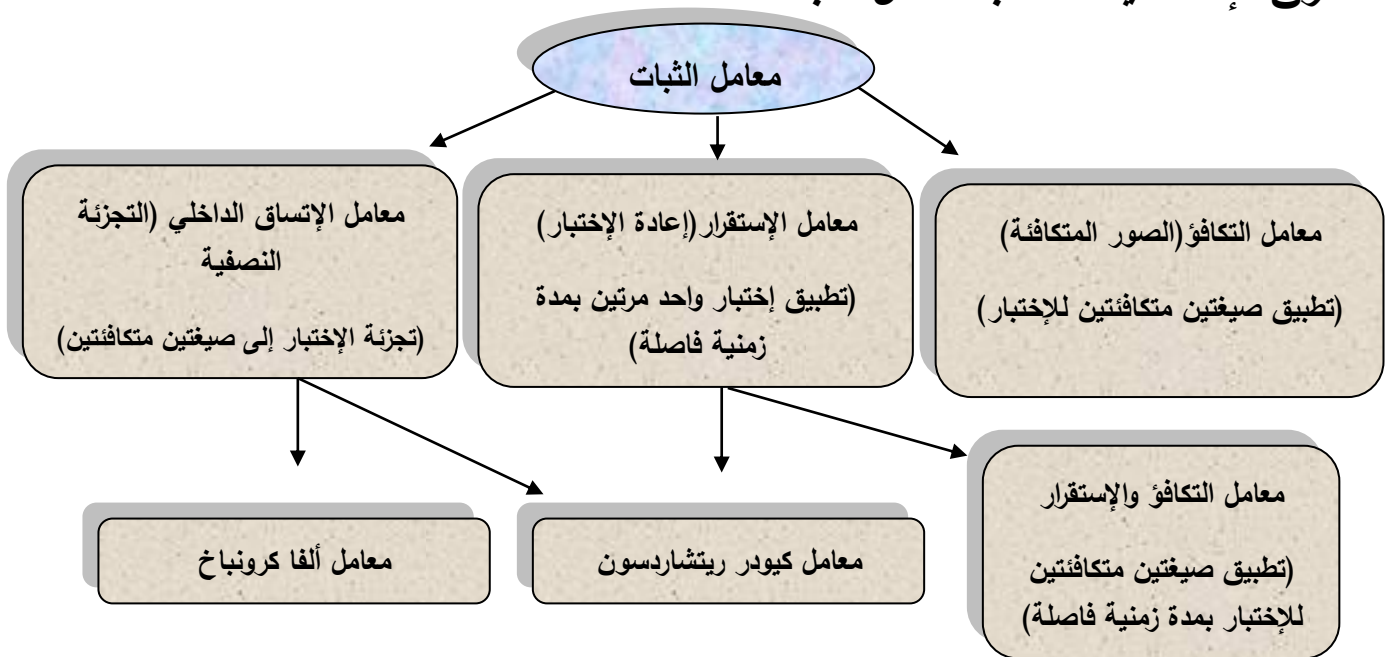 معامل الثبات
معامل التكافؤ(الصور المتكافئة)
(تطبيق صيغتين متكافئتين للإختبار)
معامل الإستقرار(إعادة الإختبار)
(تطبيق إختبار واحد مرتين بمدة
زمنية فاصلة)
معامل الإتساق الداخلي (التجزئة
النصفية
(تجزئة الإختبار إلى صيغتين متكافئتين)
معامل التكافؤ والإستقرار
(تطبيق صيغتين متكافئتين
للإختبار بمدة زمنية فاصلة)
معامل كيودر ريتشاردسون
معامل ألفا كرونباخ